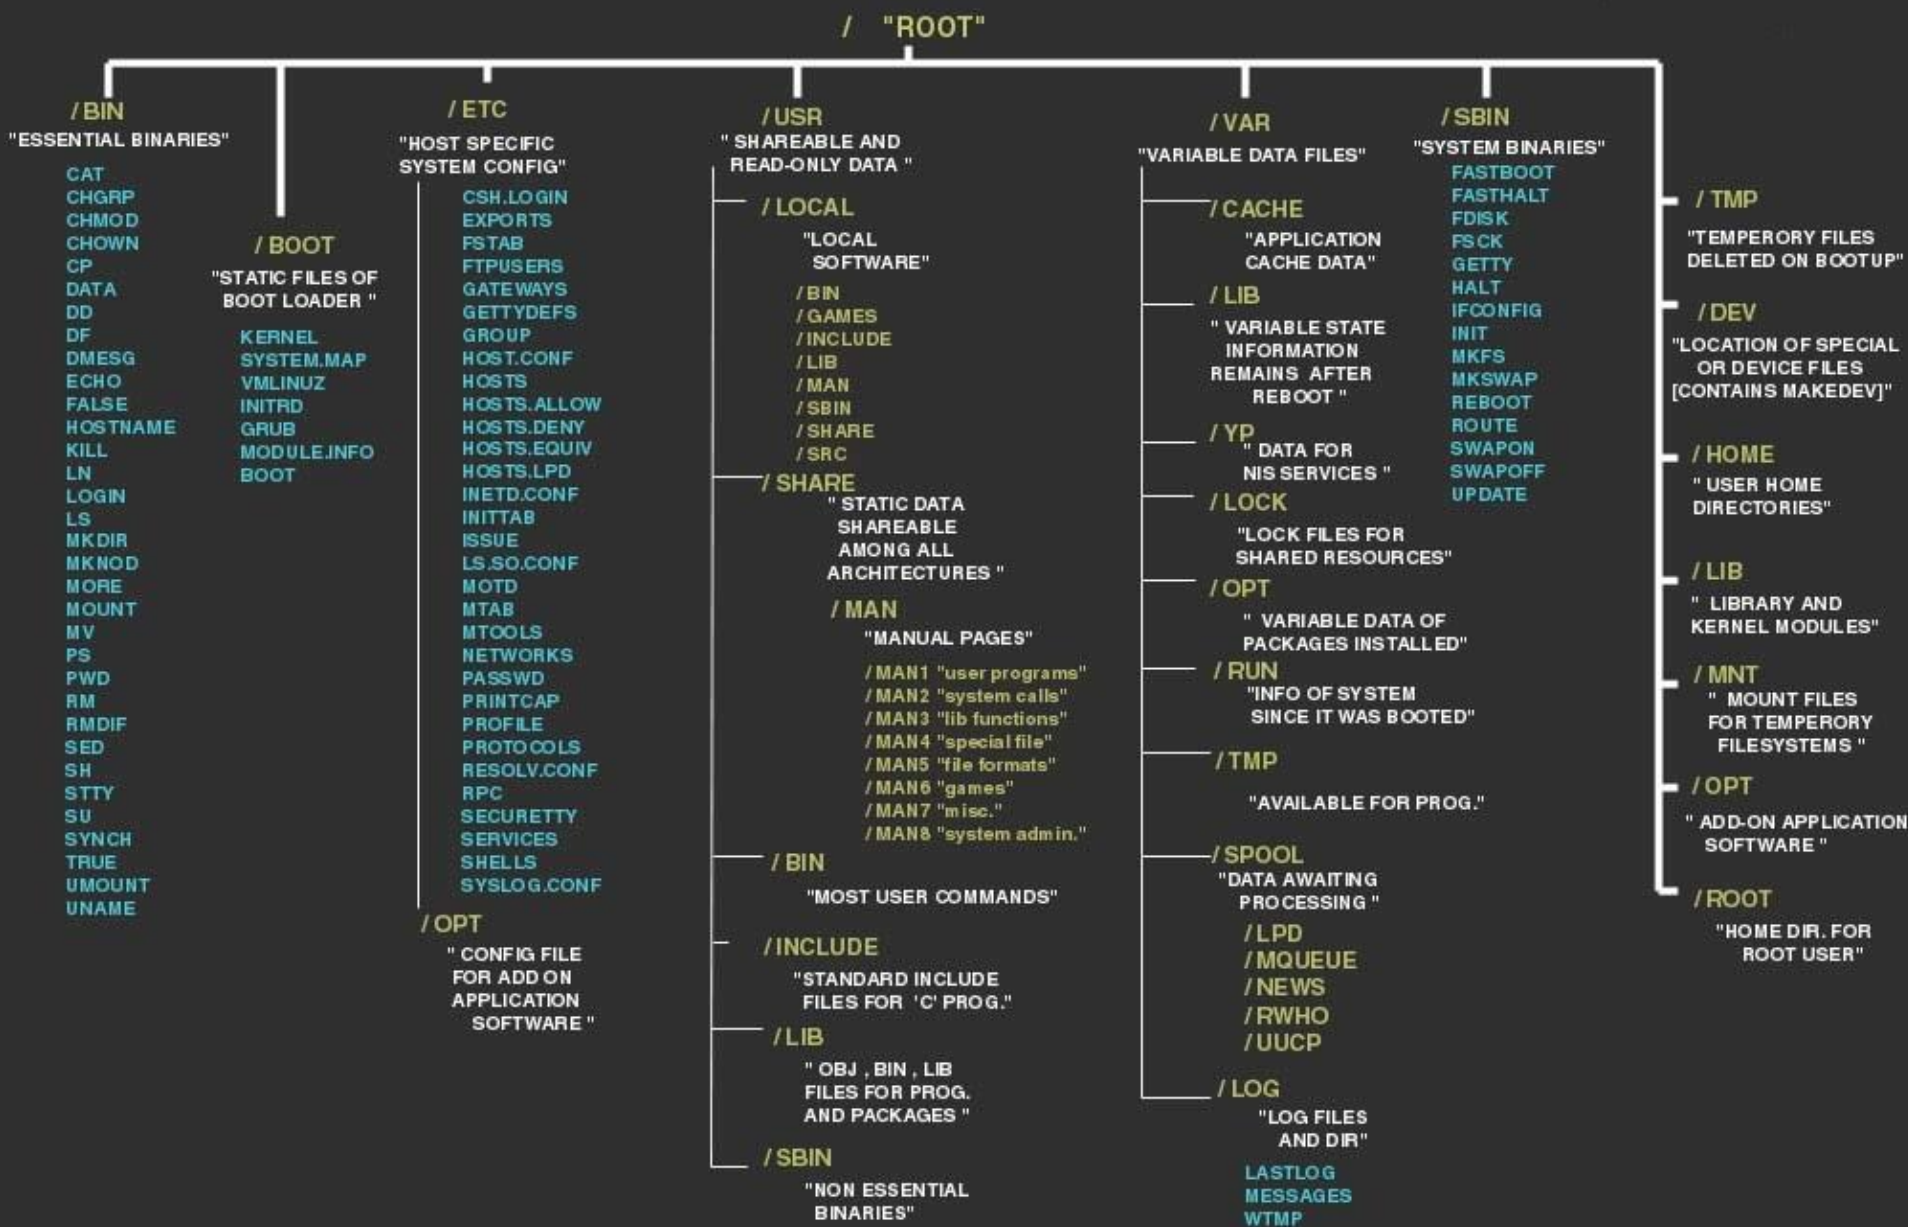 / "ROOT"
/BIN
"ESSENTIAL BINARIES"
CAT
CHGRP
CHMOD
CHOWN
CP
DATA
DD
DF
DMESG
ECHO
FALSE
HOSTNAME
KILL
LN
LOGIN
LS
MKDIR
MKNOD
MORE
MOUNT
MV
PS
PWD
RM
RMDIF
SED
SH
STTY
SU
SYNCH
TRUE
UMOUNT
UNAME
/BOOT
"STATIC FILES OF
BOOT LOADER "
KERNEL
SYSTEM.MAP
VMLINUZ
INITRD
GRUB
MODULE.INFO
BOOT
/ETC
"HOST SPECIFIC
SYSTEM CONFIG"
CSH.LOGIN
EXPORTS
FSTAB
FTPUSERS
GATEWAYS
GETTYDEFS
GROUP
HOST.CONF
HOSTS
HOSTS.ALLOW
HOSTS.DENY
HOSTS.EQUIV
HOSTS.LPD
INETD.CONF
INITTAB
ISSUE
LS.SO.CONF
MOTD
MTAB
MTOOLS
NETWORKS
PASSWD
PRINTCAP
PROFILE
PROTOCOLS
RESOLV.CONF
RPC
SECURETTY
SERVICES
SHELLS
SYSLOG.CONF
/OPT
" CONFIG FILE
FOR ADD ON
APPLICATION
SOFTWARE "
/USR
" SHAREABLE AND
READ-ONLY DATA "
/LOCAL
"LOCAL
SOFTWARE"
/BIN
/GAMES
/INCLUDE
/LIB
/MAN
/SBIN
/SHARE
/SRC
/SHARE
" STATIC DATA
SHAREABLE
AMONG ALL
ARCHITECTURES "
/MAN
"MANUAL PAGES"
/MAN1 "user programs"
/MAN2 "system calls"
/MAN3 "lib functions"
/MAN4 "special file"
/MAN5 "file formats"
/MAN6 "games"
/MAN7 "misc."
/MAN8 "system admin."
/BIN
"MOST USER COMMANDS"
/INCLUDE
"STANDARD INCLUDE
FILES FOR 'C' PROG."
/LIB
" OBJ , BIN , LIB
FILES FOR PROG.
AND PACKAGES "
/SBIN
"NON ESSENTIAL
BINARIES"
/VAR
"VARIABLE DATA FILES"
/CACHE
"APPLICATION
CACHE DATA"
/LIB
" VARIABLE STATE
INFORMATION
REMAINS AFTER
REBOOT "
/YP
" DATA FOR
NIS SERVICES "
/LOCK
"LOCK FILES FOR
SHARED RESOURCES"
/OPT
" VARIABLE DATA OF
PACKAGES INSTALLED"
/RUN
"INFO OF SYSTEM
SINCE IT WAS BOOTED"
/TMP
"AVAILABLE FOR PROG."
/SPOOL
"DATA AWAITING
PROCESSING "
/LPD
/MQUEUE
/NEWS
/RWHO
/UUCP
/LOG
"LOG FILES
AND DIR"
LASTLOG
MESSAGES
WTMP
/SBIN
"SYSTEM BINARIES"
FASTBOOT
FASTHALT
FDISK
FSCK
GETTY
HALT
IFCONFIG
INIT
MKFS
MKSWAP
REBOOT
ROUTE
SWAPON
SWAPOFF
UPDATE
/TMP
"TEMPERORY FILES
DELETED ON BOOTUP"
/DEV
"LOCATION OF SPECIAL
OR DEVICE FILES
[CONTAINS MAKEDEV]"
/HOME
" USER HOME
DIRECTORIES"
/LIB
" LIBRARY AND
KERNEL MODULES"
/MNT
" MOUNT FILES
FOR TEMPERORY
FILESYSTEMS "
/OPT
" ADD-ON APPLICATION
SOFTWARE "
/ROOT
"HOME DIR. FOR
ROOT USER"